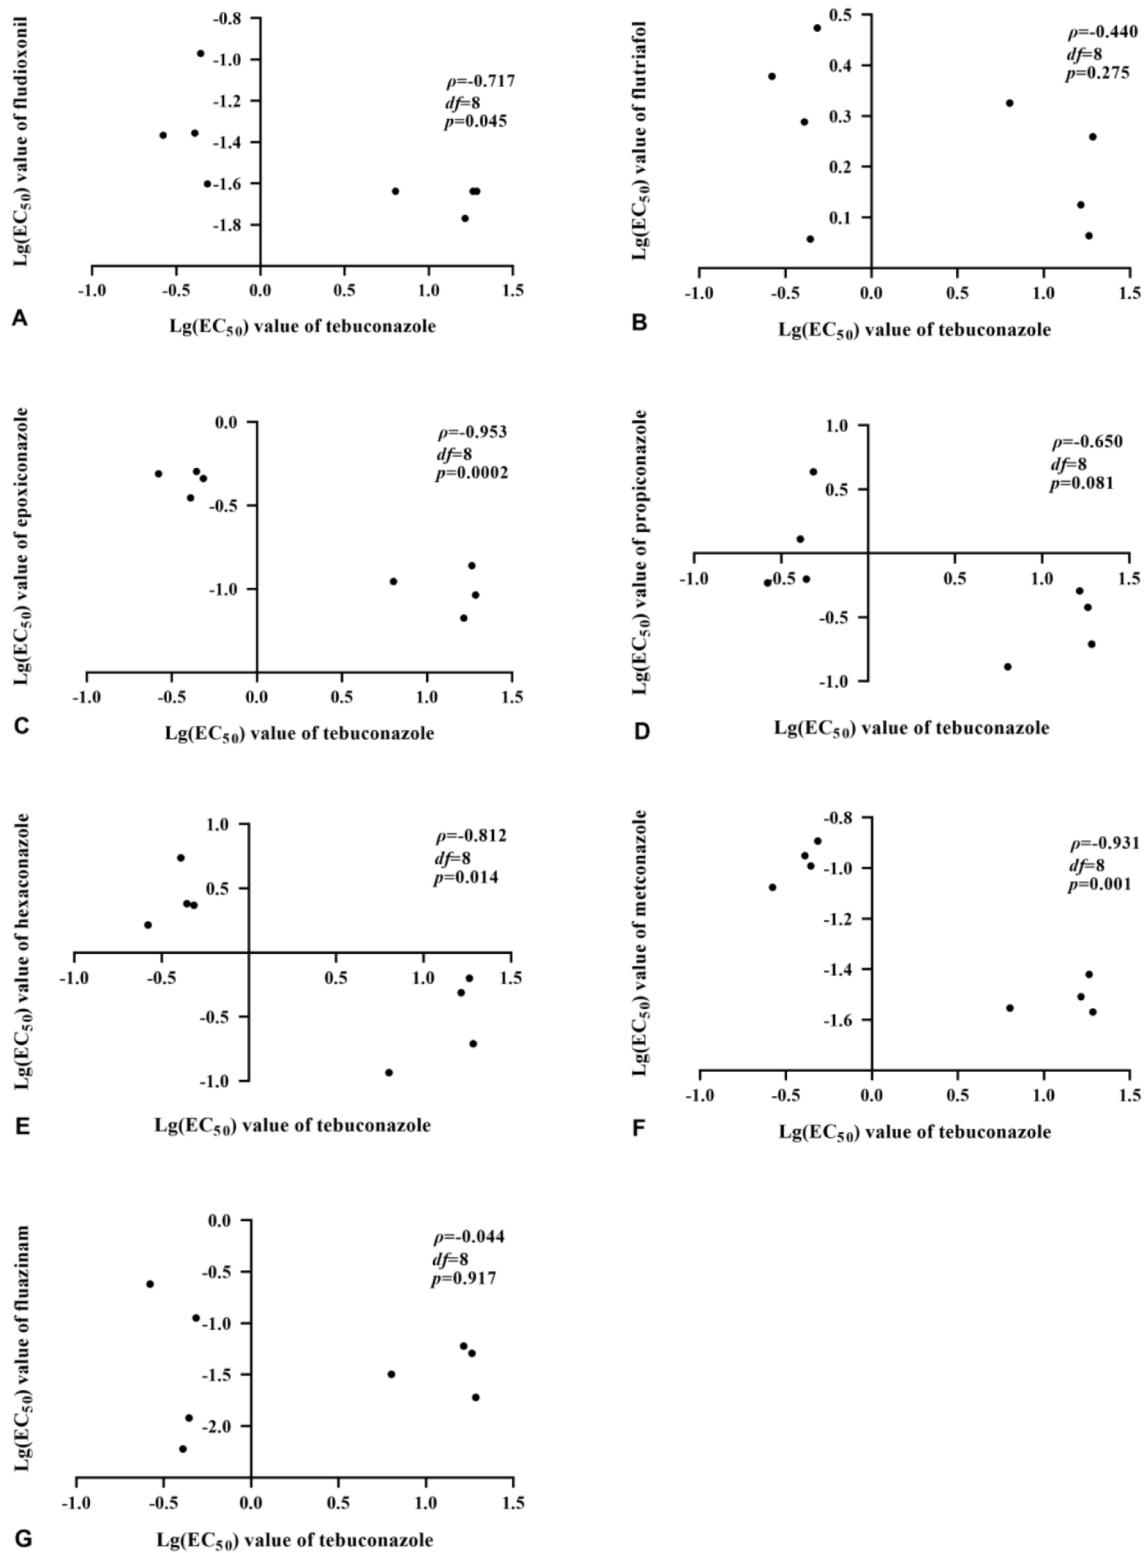 Lg(EC50) value of fludioxonil
-0.8
-1.0
-1.2
-1.4
-1.6
-1.8
ρ=-0.717
df=8
p=0.045
-1.0 -0.5 0.0 0.5 1.0 1.5
A
Lg(EC50) value of tebuconazole
Lg(EC50) value of flutriafol
0.5
0.4
0.3
0.2
0.1
ρ=-0.440
df=8
p=0.275
-1.0 -0.5 0.0 0.5 1.0 1.5
B
Lg(EC50) value of tebuconazole
Lg(EC50) value of epoxiconazole
0.0
-0.5
-1.0
ρ=-0.953
df=8
p=0.0002
-1.0 -0.5 0.0 0.5 1.0 1.5
C
Lg(EC50) value of tebuconazole
Lg(EC50) value of propiconazole
1.0
0.5
-0.5
-1.0
ρ=-0.650
df=8
p=0.081
-1.0 -0.5 0.5 1.0 1.5
D
Lg(EC50) value of tebuconazole
Lg(EC50) value of hexaconazole
1.0
0.5
-0.5
-1.0
ρ=-0.812
df=8
p=0.014
-1.0 -0.5 0.5 1.0 1.5
E
Lg(EC50) value of tebuconazole
Lg(EC50) value of metconazole
-0.8
-1.0
-1.2
-1.4
-1.6
ρ=-0.931
df=8
p=0.001
-1.0 -0.5 0.0 0.5 1.0 1.5
F
Lg(EC50) value of tebuconazole
Lg(EC50) value of fluazinam
0.0
-0.5
-1.0
-1.5
-2.0
ρ=-0.044
df=8
p=0.917
-1.0 -0.5 0.0 0.5 1.0 1.5
G
Lg(EC50) value of tebuconazole